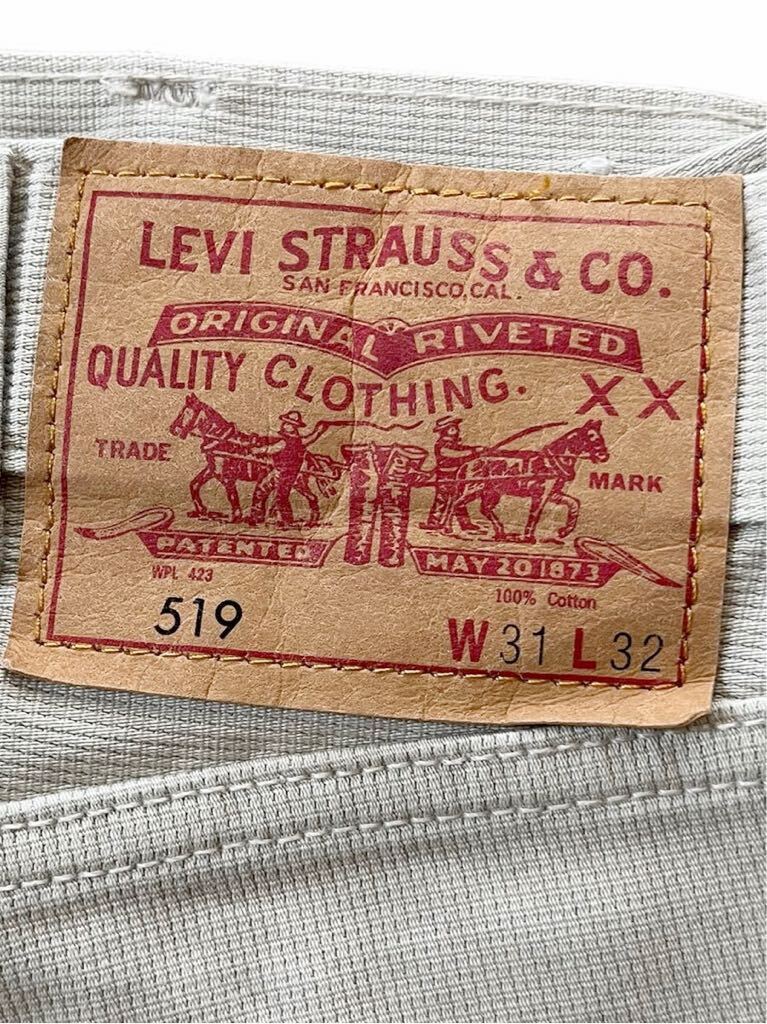 LEVI STRAUSS & CO.
SAN FRANCISCO, CAL.
ORIGINAL RIVETED
QUALITY CLOTHING. XX
TRADE MARK
PATENTED MAY 20 1873
WPL 423
100% Cotton
519
W 31 L 32